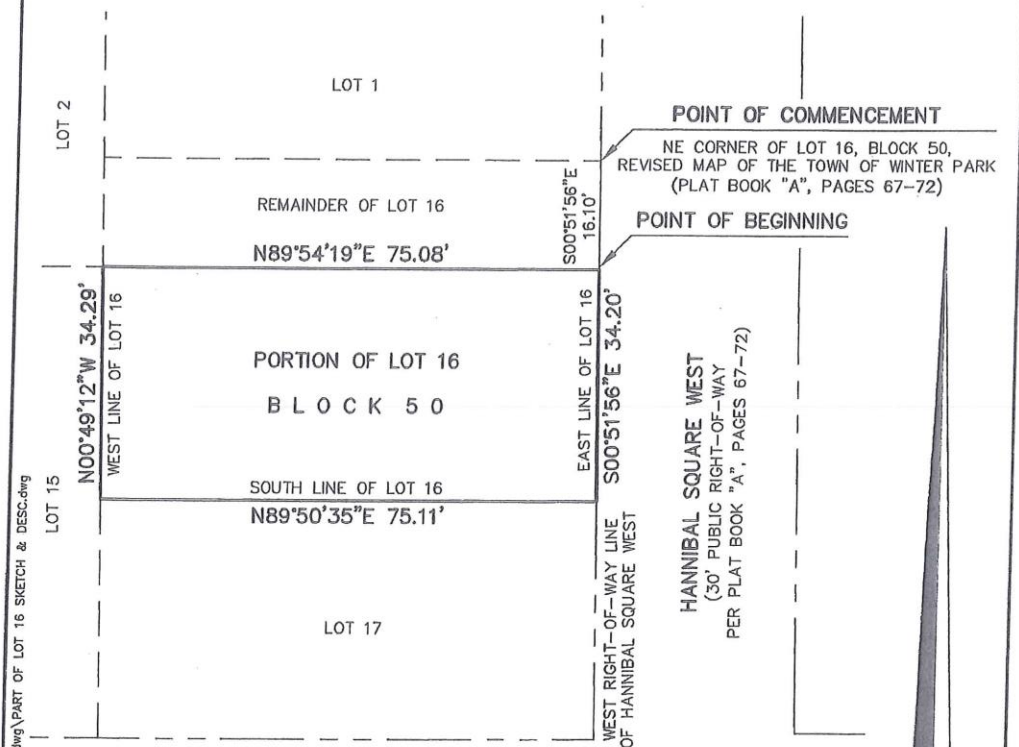 LOT 1
LOT 2
POINT OF COMMENCEMENT
NE CORNER OF LOT 16, BLOCK 50,
REVISED MAP OF THE TOWN OF WINTER PARK
(PLAT BOOK "A", PAGES 67-72)
REMAINDER OF LOT 16
S00°51'56"E
16.10'
POINT OF BEGINNING
N89°54'19"E 75.08'
N00°49'12"W 34.29'
WEST LINE OF LOT 16
PORTION OF LOT 16
BLOCK 50
EAST LINE OF LOT 16
S00°51'56"E 34.20'
HANNIBAL SQUARE WEST
(30' PUBLIC RIGHT-OF-WAY
PER PLAT BOOK "A", PAGES 67-72)
SOUTH LINE OF LOT 16
N89°50'35"E 75.11'
LOT 15
LOT 17
WEST RIGHT-OF-WAY LINE
OF HANNIBAL SQUARE WEST
dwg\PART OF LOT 16 SKETCH & DESC.dwg